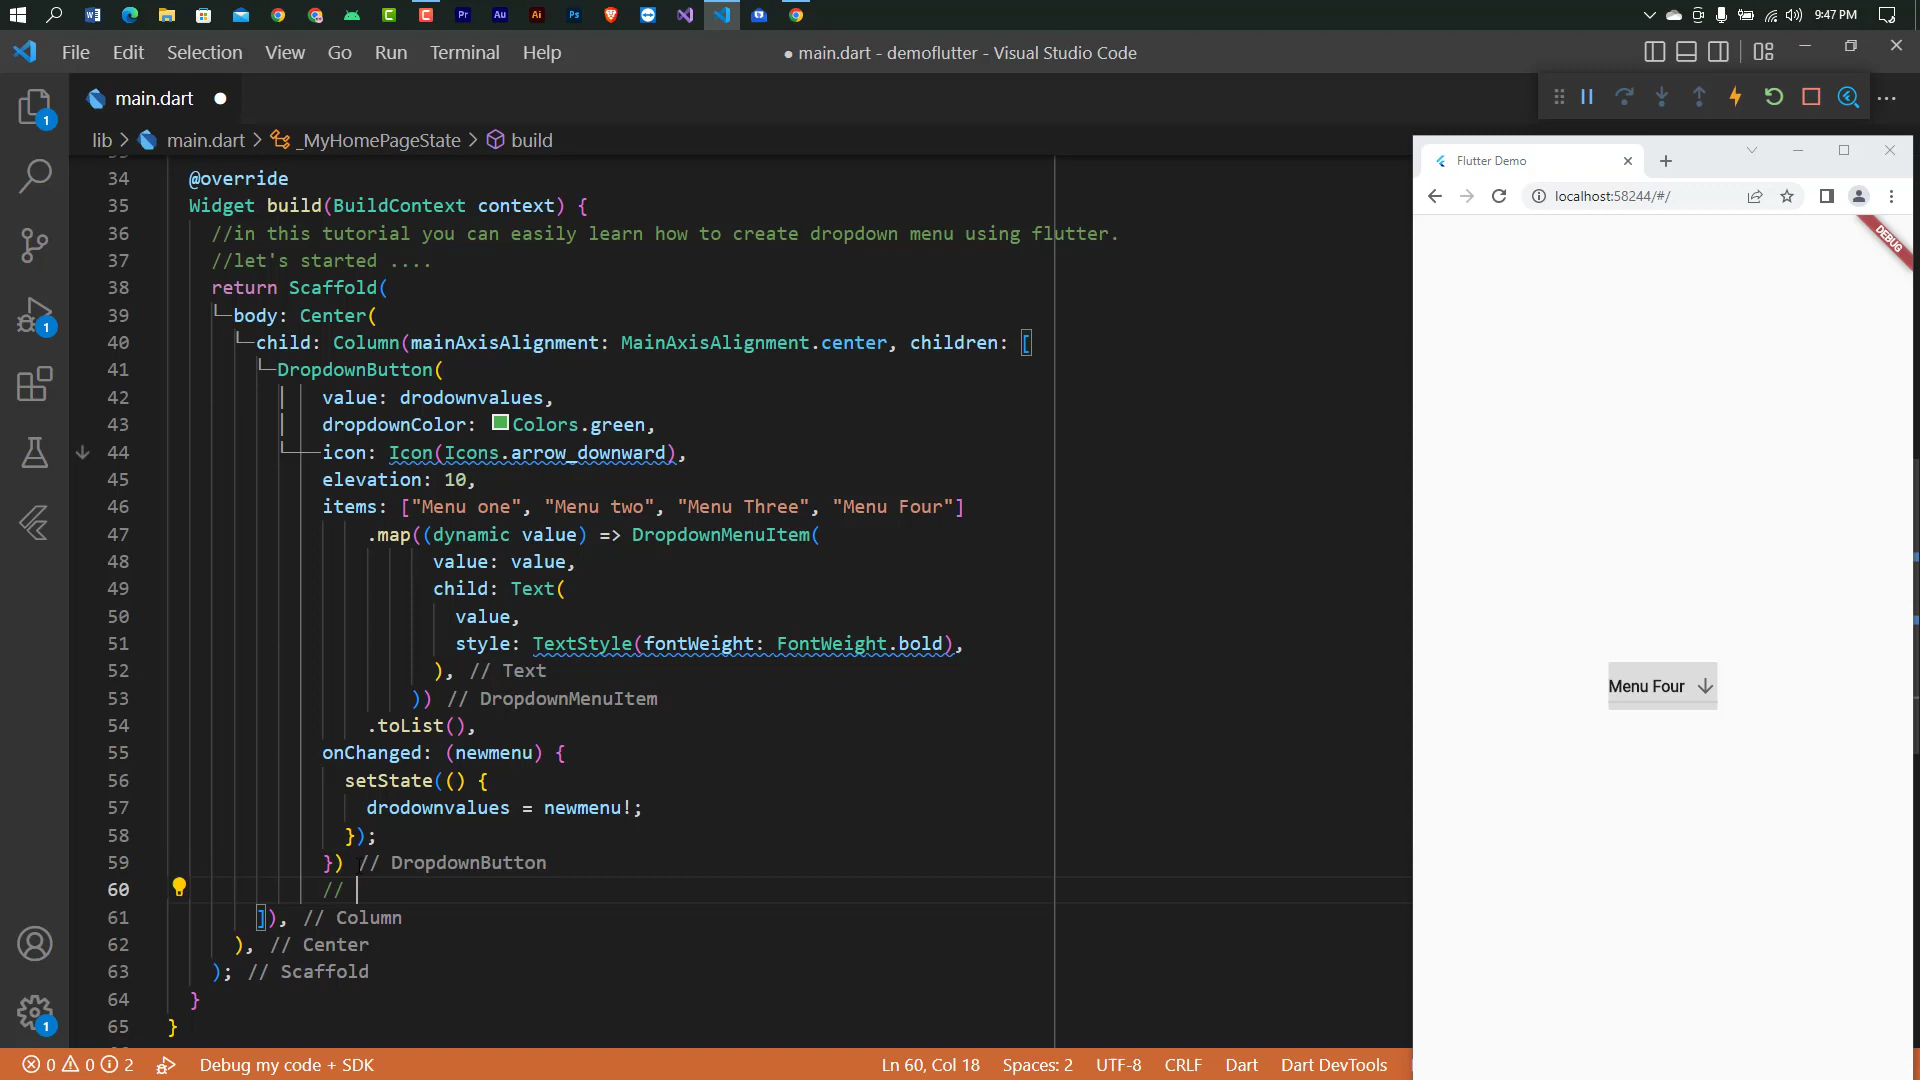 9:47 PM
File Edit Selection View Go Run Terminal Help
● main.dart - demoflutter - Visual Studio Code
main.dart
lib > main.dart > _MyHomePageState > build
34 @override
35 Widget build(BuildContext context) {
36 //in this tutorial you can easily learn how to create dropdown menu using flutter.
37 //let's started ....
38 return Scaffold(
39 body: Center(
40 child: Column(mainAxisAlignment: MainAxisAlignment.center, children: [
41 DropdownButton(
42 value: drodownvalues,
43 dropdownColor: Colors.green,
44 icon: Icon(Icons.arrow_downward),
45 elevation: 10,
46 items: ["Menu one", "Menu two", "Menu Three", "Menu Four"]
47 .map((dynamic value) => DropdownMenuItem(
48 value: value,
49 child: Text(
50 value,
51 style: TextStyle(fontWeight: FontWeight.bold),
52 ), // Text
53 )) // DropdownMenuItem
54 .toList(),
55 onChanged: (newmenu) {
56 setState(() {
57 drodownvalues = newmenu!;
58 });
59 }) // DropdownButton
60 //
61 ]), // Column
62 ), // Center
63 ); // Scaffold
64 }
65 }
1
1
1
0 0 2 Debug my code + SDK
Ln 60, Col 18 Spaces: 2 UTF-8 CRLF Dart Dart DevTools
Flutter Demo
localhost:58244/#/
DEBUG
Menu Four
W
Pr
Au
Ai
Ps
C
C